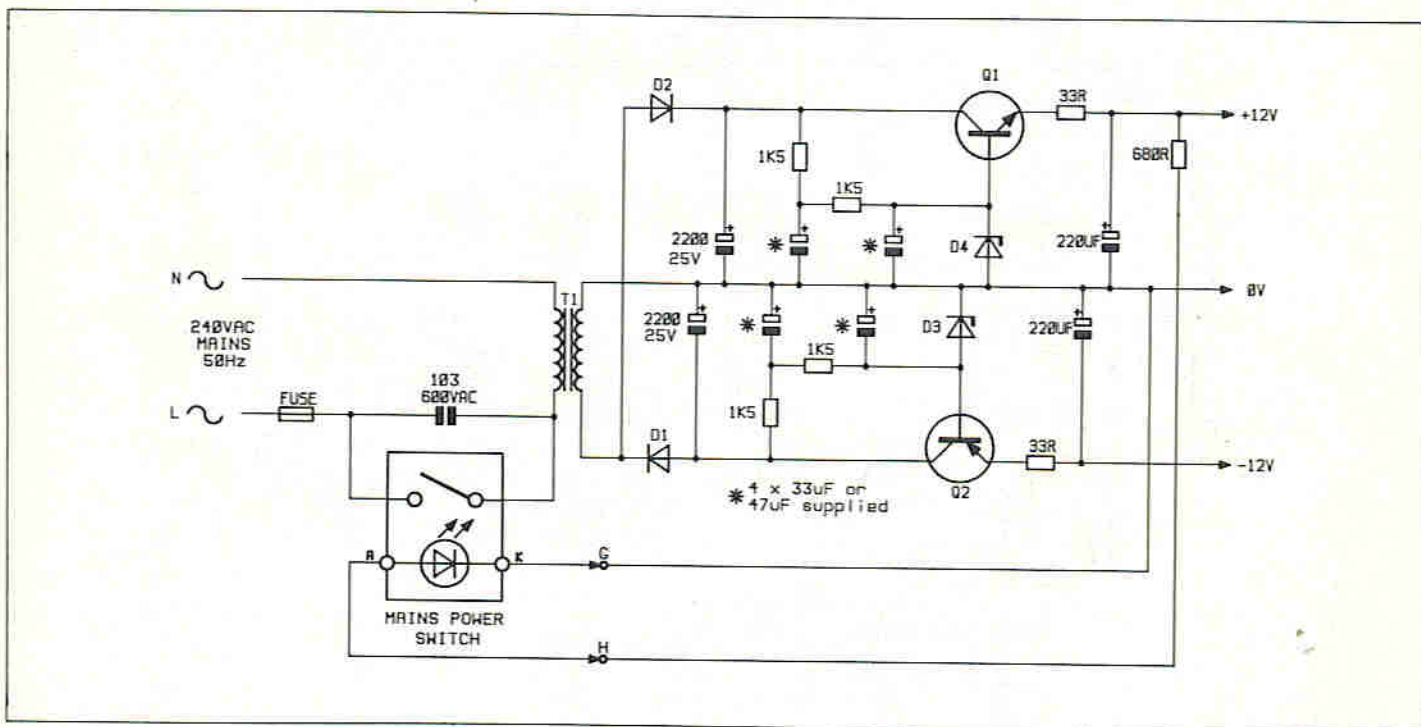 D2
Q1
33R
+12V
1K5
680R
1K5
2200
25V
*
*
D4
220UF
N
T1
0V
240VAC
MAINS
50Hz
2200
25V
*
*
D3
220UF
1K5
103
600VAC
L
FUSE
1K5
D1
33R
-12V
Q2
* 4 x 33uF or
47uF supplied
A
K
G
MAINS POWER
SWITCH
H
+
+
+
+
+
+
+
+